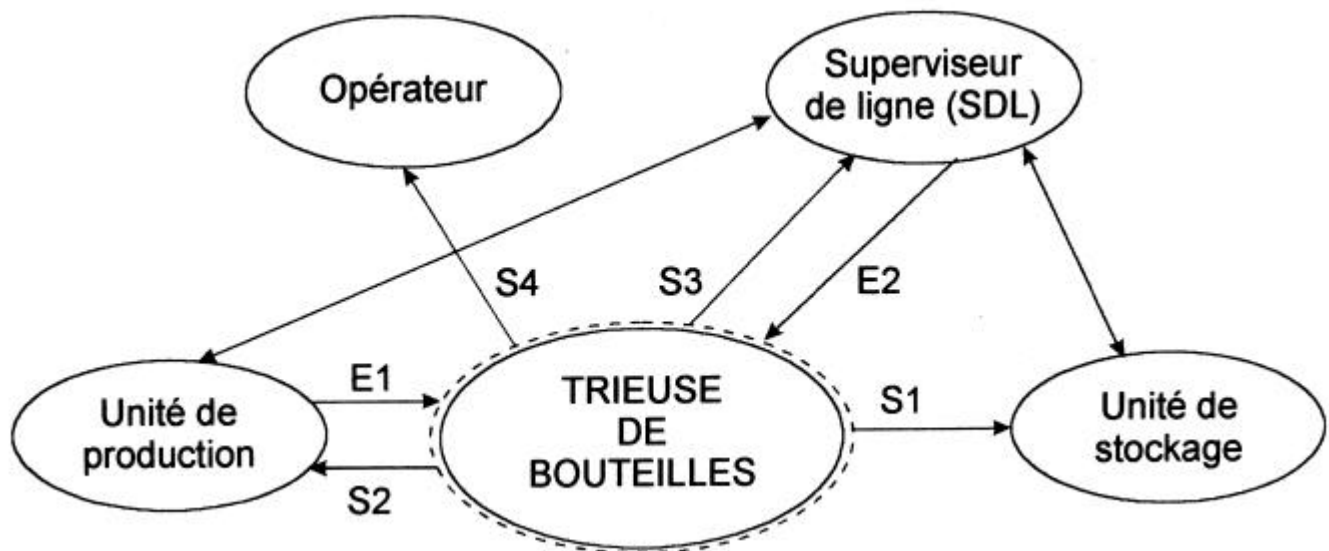 Opérateur
Superviseur
de ligne (SDL)
S4
S3
E2
Unité de
production
E1
S2
TRIEUSE
DE
BOUTEILLES
S1
Unité de
stockage